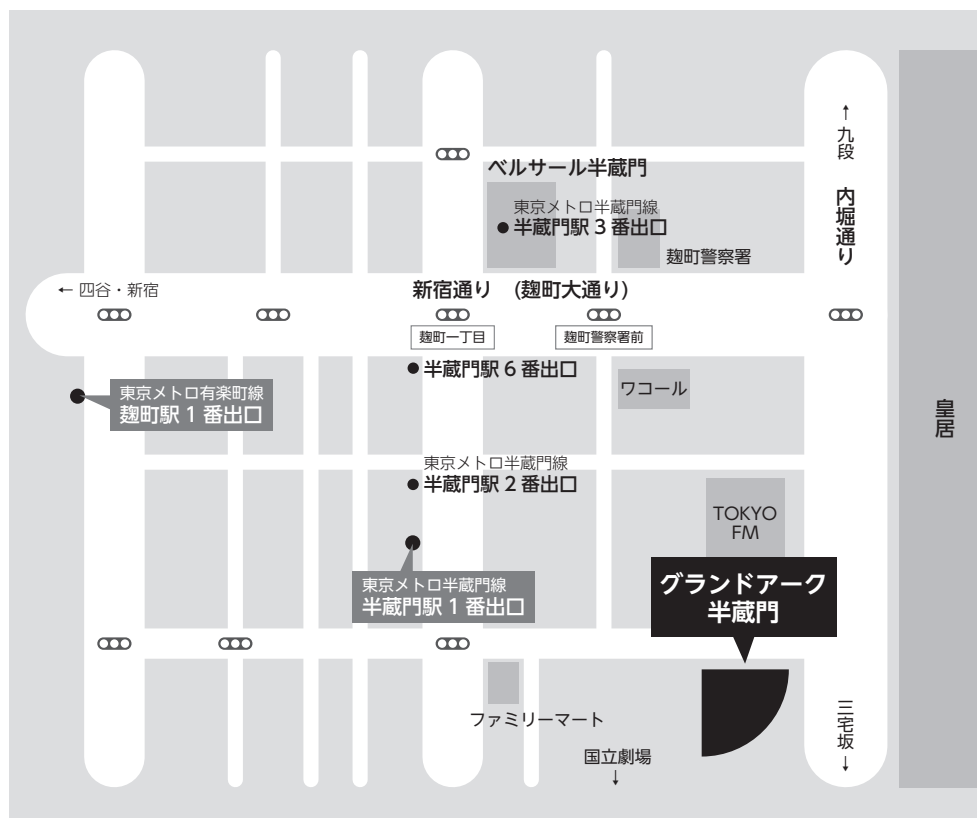 ↑
九段
内堀通り
ベルサール半蔵門
東京メトロ半蔵門線
半蔵門駅 3 番出口
麹町警察署
← 四谷・新宿
新宿通り (麹町大通り)
麹町一丁目
麹町警察署前
半蔵門駅 6 番出口
ワコール
東京メトロ有楽町線
麹町駅 1 番出口
皇居
東京メトロ半蔵門線
半蔵門駅 2 番出口
TOKYO
FM
東京メトロ半蔵門線
半蔵門駅 1 番出口
グランドアーク
半蔵門
ファミリーマート
国立劇場
↓
三宅坂
↓